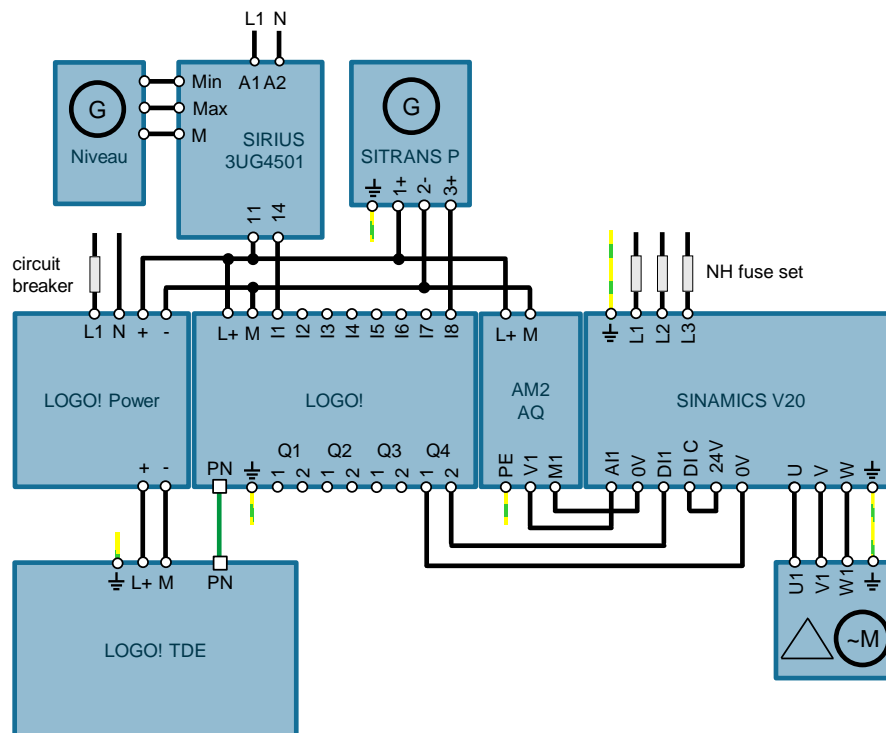 L1 N
G
Niveau
Min
Max
M
A1 A2
SIRIUS
3UG4501
11
14
G
SITRANS P
1+
2-
3+
circuit
breaker
NH fuse set
L1 N + -
LOGO! Power
+ -
L+ M I1 I2 I3 I4 I5 I6 I7 I8
LOGO!
PN
Q1 Q2 Q3 Q4
1 2 1 2 1 2 1 2
L+ M
AM2
AQ
PE V1 M1
L1 L2 L3
SINAMICS V20
AI1 0V DI1 DI C 24V 0V
U V W
L+ M PN
LOGO! TDE
U1 V1 W1
~M